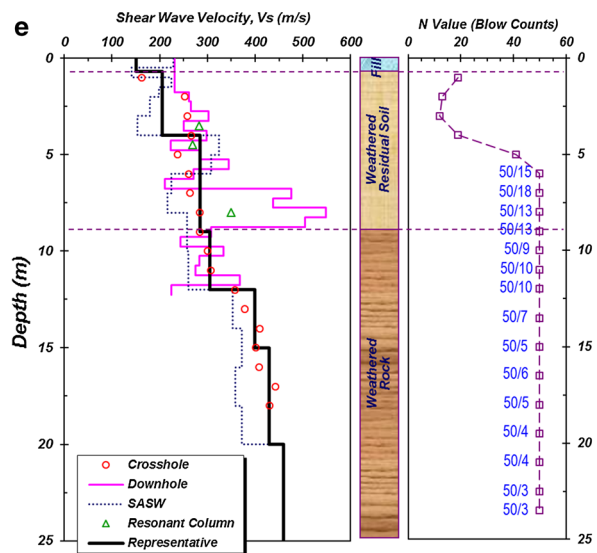 e
Shear Wave Velocity, Vs (m/s)
0 100 200 300 400 500 600
N Value (Blow Counts)
0 20 40 60
Depth (m)
0
5
10
15
20
25
Fill
Weathered
Residual Soil
Weathered
Rock
50/15
50/18
50/13
50/13
50/9
50/10
50/10
50/7
50/5
50/6
50/5
50/4
50/4
50/3
50/3
0
5
10
15
20
25
Crosshole
Downhole
SASW
Resonant Column
Representative